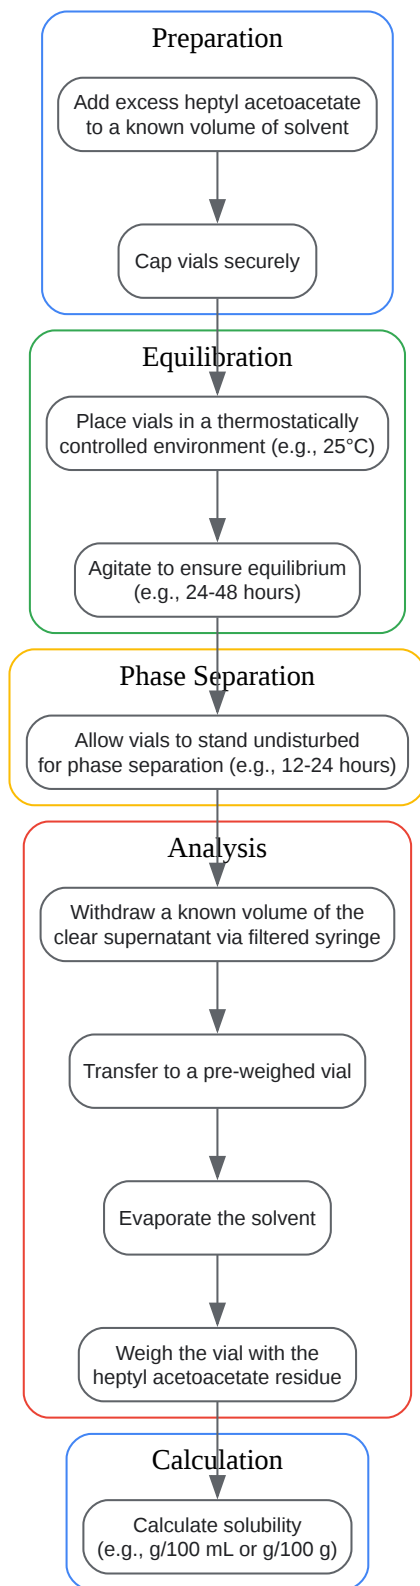 Preparation
Add excess heptyl acetoacetate
to a known volume of solvent
Cap vials securely
Equilibration
Place vials in a thermostatically
controlled environment (e.g., 25°C)
Agitate to ensure equilibrium
(e.g., 24-48 hours)
Phase Separation
Allow vials to stand undisturbed
for phase separation (e.g., 12-24 hours)
Analysis
Withdraw a known volume of the
clear supernatant via filtered syringe
Transfer to a pre-weighed vial
Evaporate the solvent
Weigh the vial with the
heptyl acetoacetate residue
Calculation
Calculate solubility
(e.g., g/100 mL or g/100 g)